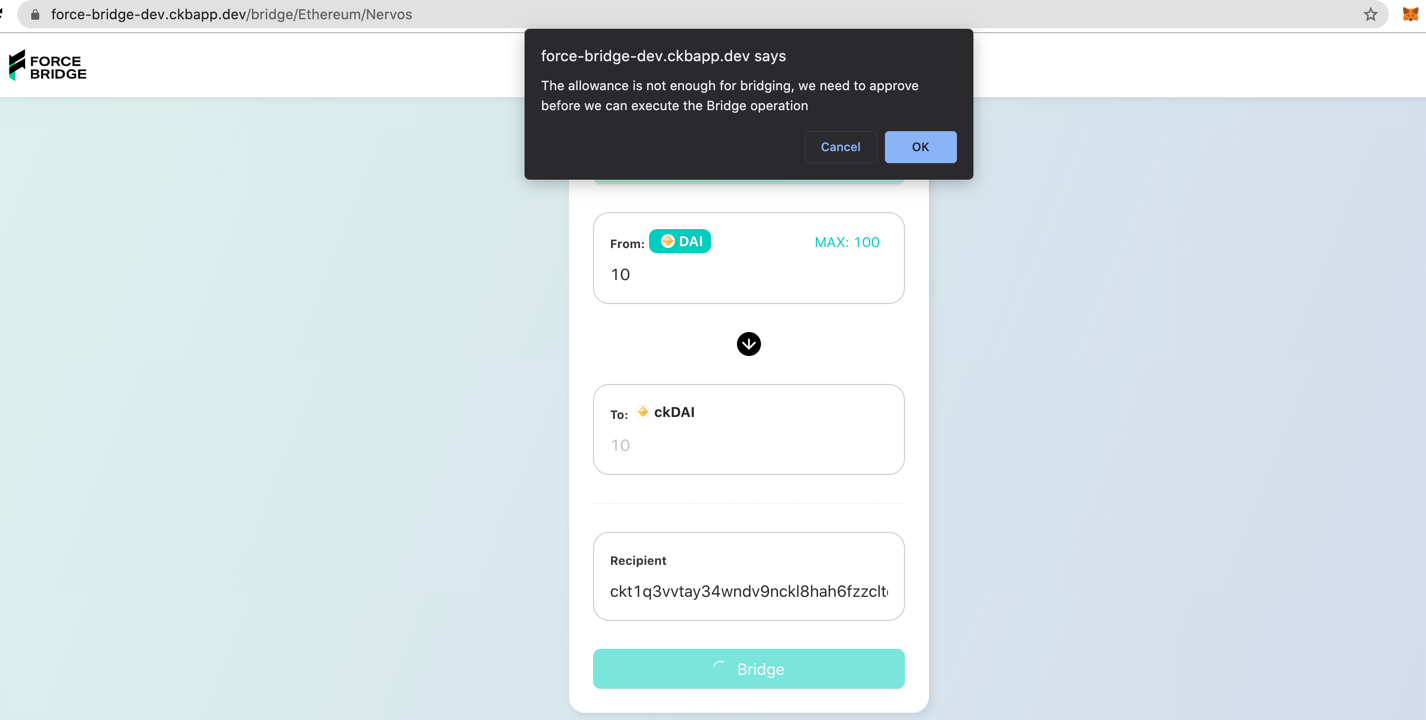 force-bridge-dev.ckbapp.dev/bridge/Ethereum/Nervos
FORCE
BRIDGE
force-bridge-dev.ckbapp.dev says
The allowance is not enough for bridging, we need to approve
before we can execute the Bridge operation
Cancel
OK
From: DAI MAX: 100
10
To: ckDAI
10
Recipient
ckt1q3vvtay34wndv9nckl8hah6fzzclt
Bridge